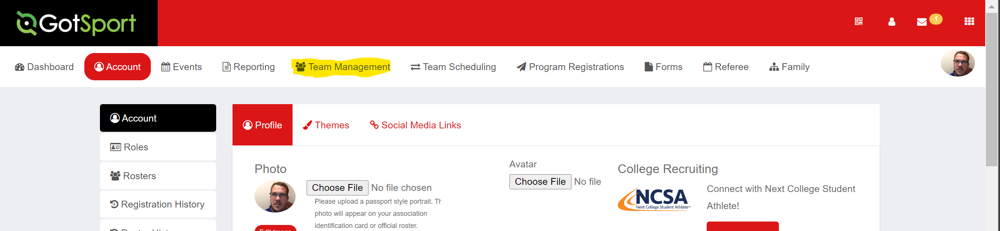 GotSport
1
Dashboard
Account
Events
Reporting
Team Management
Team Scheduling
Program Registrations
Forms
Referee
Family
Account
Roles
Rosters
Registration History
Profile
Themes
Social Media Links
Photo
Choose File No file chosen
Please upload a passport style portrait. Th
photo will appear on your association
identification card or official roster.
Edit Image
Avatar
Choose File No file
College Recruiting
NCSA
Next College Student Athlete
Connect with Next College Student
Athlete!